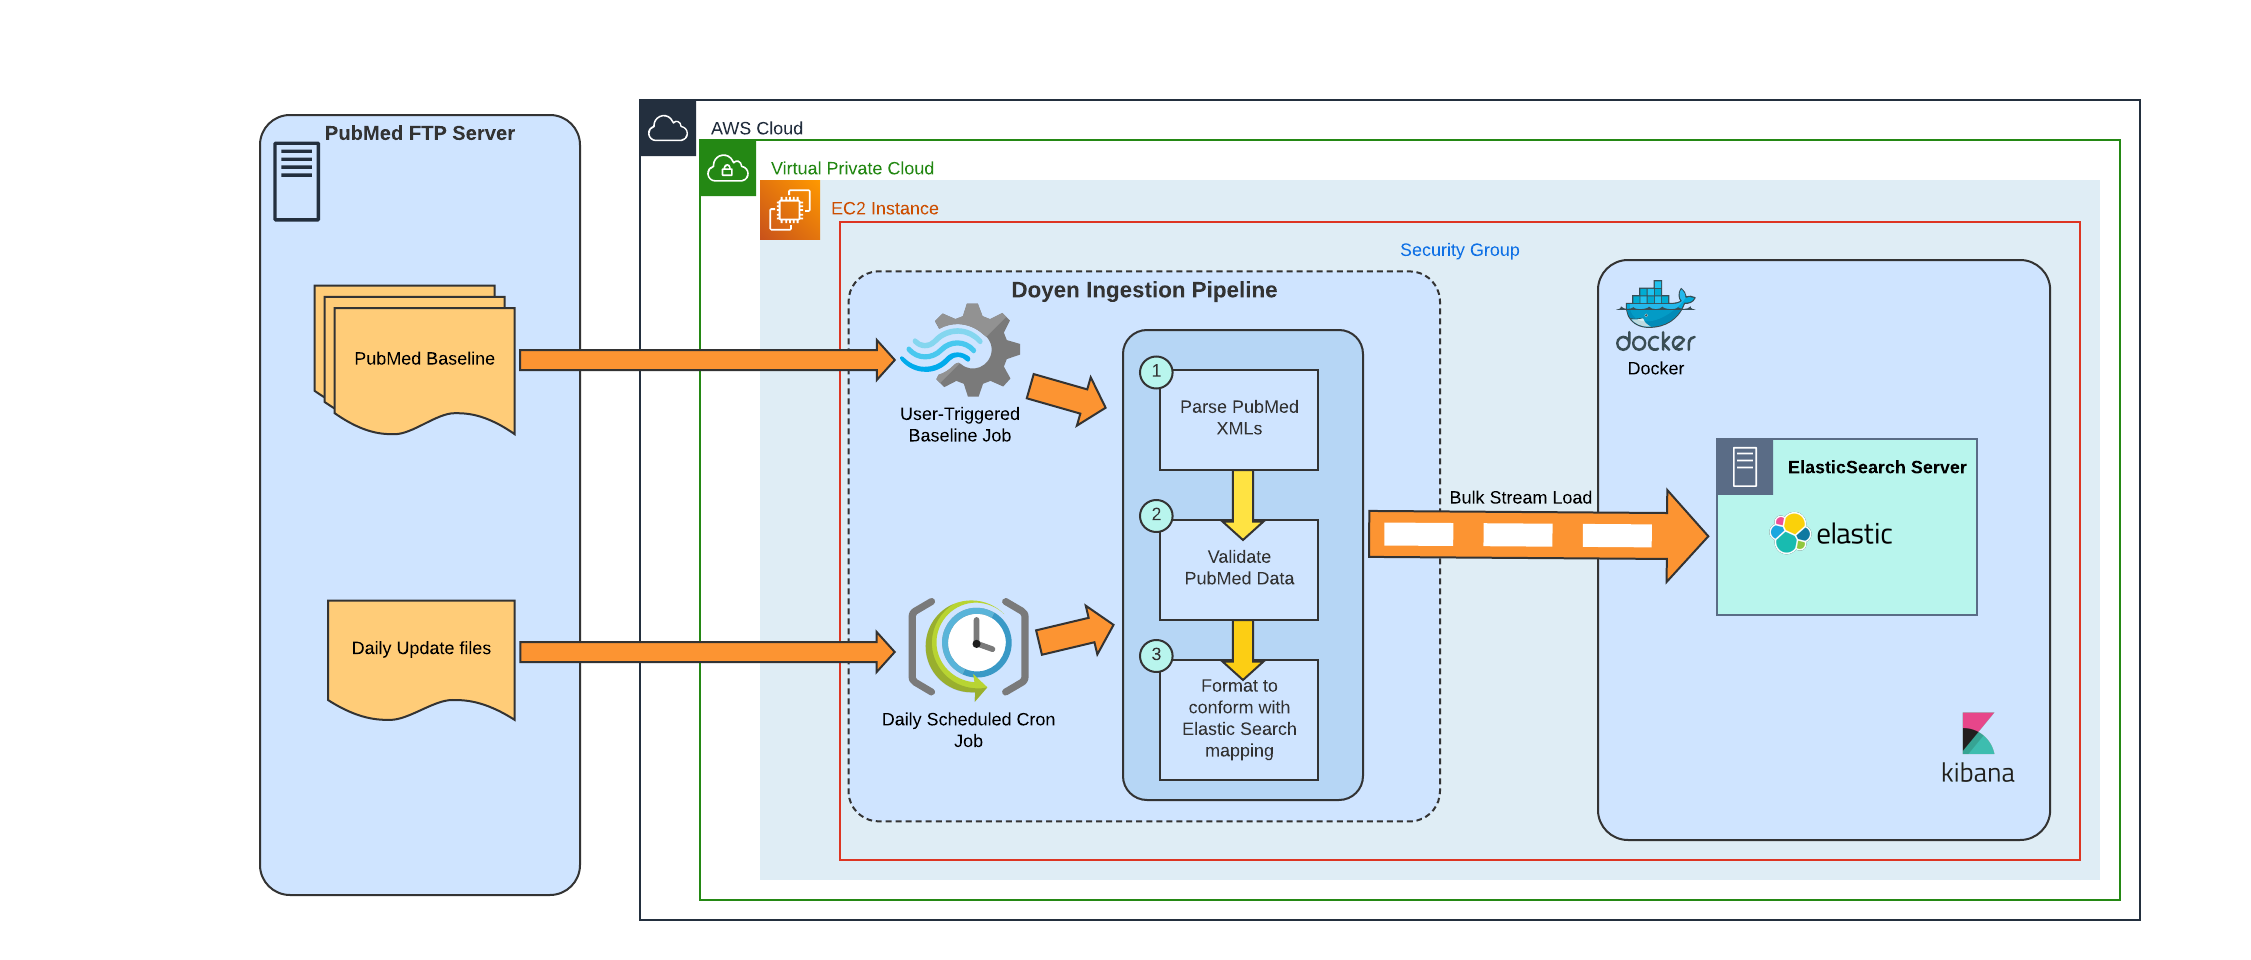 PubMed FTP Server
PubMed Baseline
Daily Update files
AWS Cloud
Virtual Private Cloud
EC2 Instance
Security Group
Doyen Ingestion Pipeline
User-Triggered
Baseline Job
Daily Scheduled Cron
Job
1
Parse PubMed
XMLs
2
Validate
PubMed Data
3
Format to
conform with
Elastic Search
mapping
Bulk Stream Load
docker
Docker
ElasticSearch Server
elastic
kibana